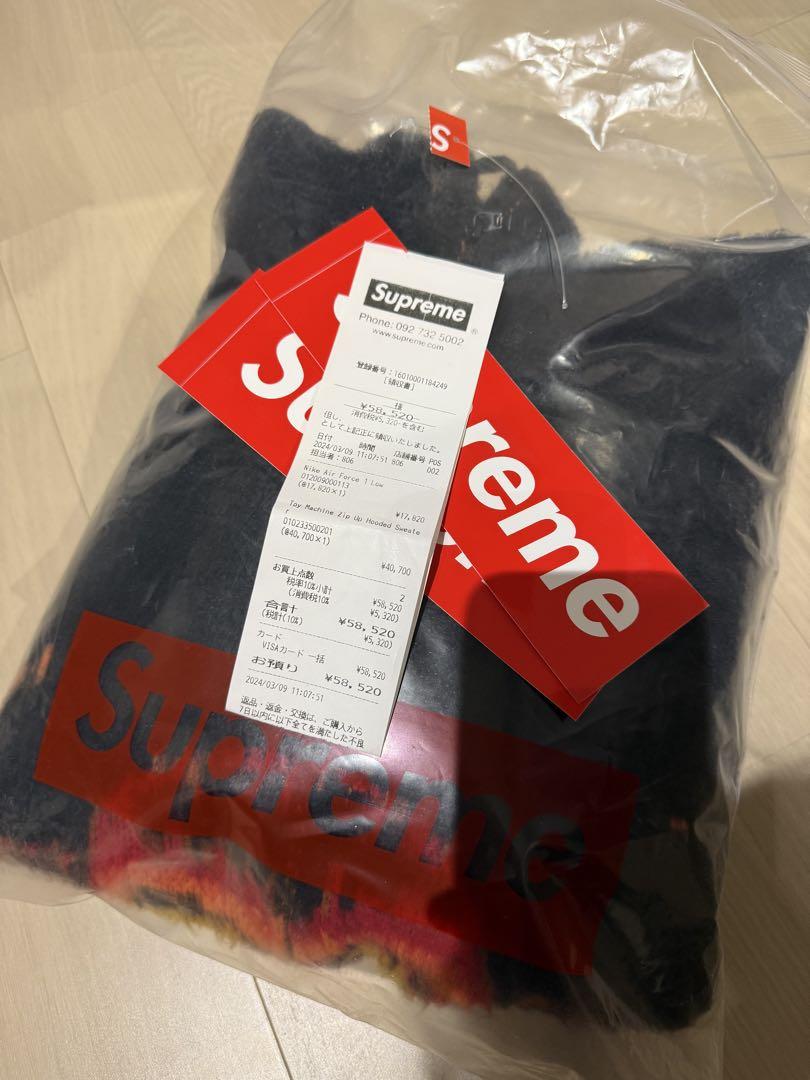 S
Supreme
Supreme
®
Phone: 092 732 5002
www.supreme.com
登録番号:16010001184249
[領収書]
様
¥58,520-
消費税¥5,320-を含む
但し、
として上記正に領収いたしました。
日付 時間 店舗番号 POS
2024/03/09 11:07:51 806 002
担当者:806
Nike Air Force 1 Low
012009000113
(@17,820×1) ¥17,820
Toy Machine Zip Up Hooded Sweate
r
010233500201
(@40,700×1) ¥40,700
お買上点数 2
税率10%小計 ¥58,520
(消費税10% ¥5,320)
合計 ¥58,520
(税計(10%) ¥5,320)
カード
VISAカード 一括 ¥58,520
お預り ¥58,520
2024/03/09 11:07:51
返品・返金・交換は、ご購入から
7日以内に以下全てを満たした不良
Supreme